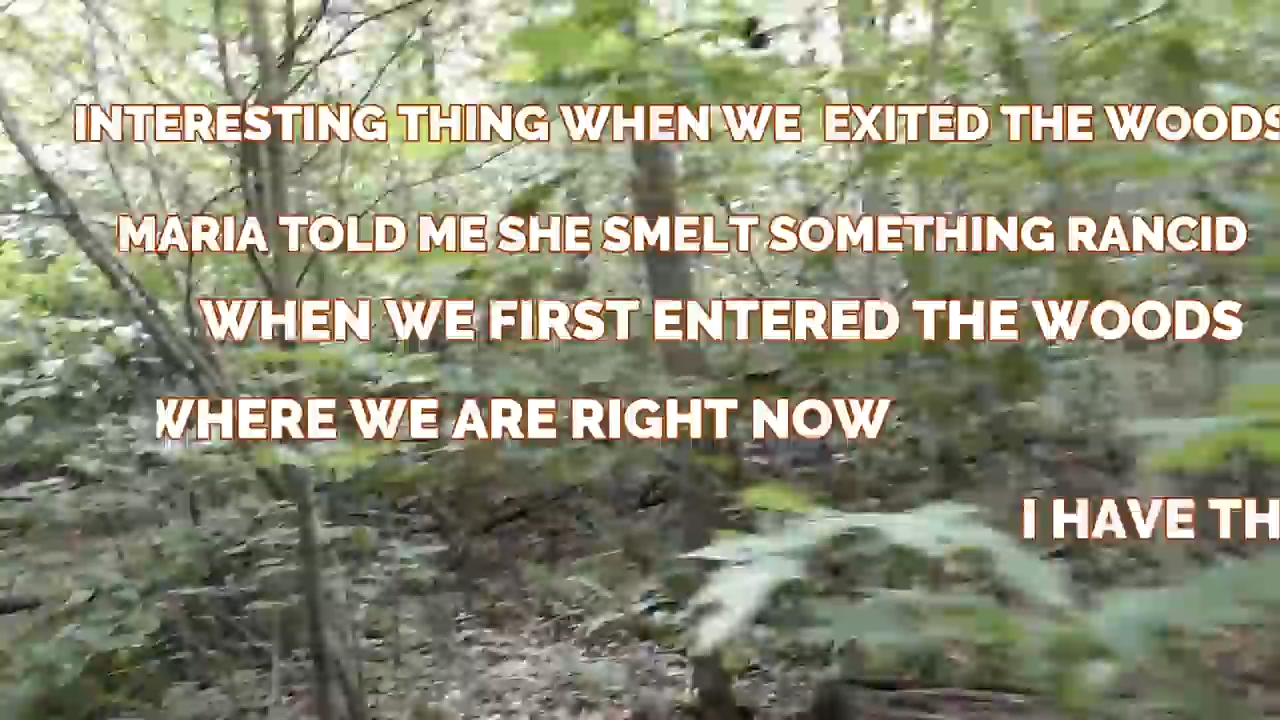 INTERESTING THING WHEN WE EXITED THE WOODS
MARIA TOLD ME SHE SMELT SOMETHING RANCID
WHEN WE FIRST ENTERED THE WOODS
WHERE WE ARE RIGHT NOW
I HAVE TH